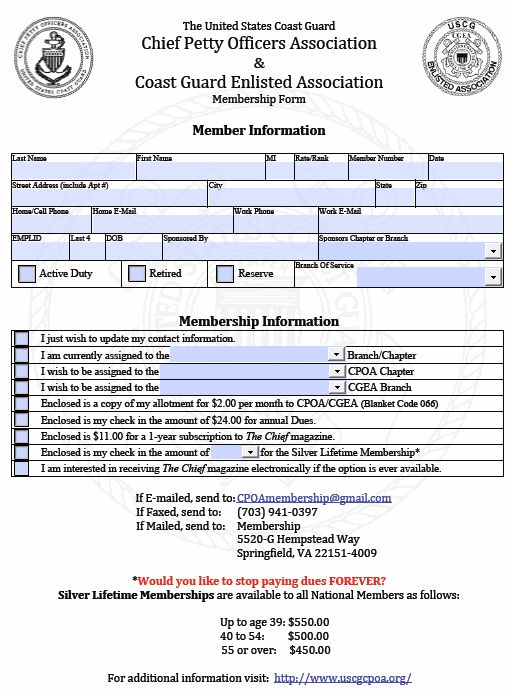 The United States Coast Guard
Chief Petty Officers Association
&
Coast Guard Enlisted Association
Membership Form
CHIEF PETTY OFFICERS ASSOCIATION
UNITED STATES COAST GUARD
USCG
CGEA
ENLISTED ASSOCIATION
Member Information
Last Name First Name MI Rate/Rank Member Number Date
Street Address (include Apt #) City State Zip
Home/Cell Phone Home E-Mail Work Phone Work E-Mail
EMPLID Last 4 DOB Sponsored By Sponsors Chapter or Branch
Active Duty Retired Reserve Branch Of Service
Membership Information
I just wish to update my contact information.
I am currently assigned to the Branch/Chapter
I wish to be assigned to the CPOA Chapter
I wish to be assigned to the CGEA Branch
Enclosed is a copy of my allotment for $2.00 per month to CPOA/CGEA (Blanket Code 066)
Enclosed is my check in the amount of $24.00 for annual Dues.
Enclosed is $11.00 for a 1-year subscription to The Chief magazine.
Enclosed is my check in the amount of for the Silver Lifetime Membership*
I am interested in receiving The Chief magazine electronically if the option is ever available.
If E-mailed, send to: CPOAmembership@gmail.com
If Faxed, send to: (703) 941-0397
If Mailed, send to: Membership
5520-G Hempstead Way
Springfield, VA 22151-4009
*Would you like to stop paying dues FOREVER?
Silver Lifetime Memberships are available to all National Members as follows:
Up to age 39: $550.00
40 to 54: $500.00
55 or over: $450.00
For additional information visit: http://www.uscgcpoa.org/